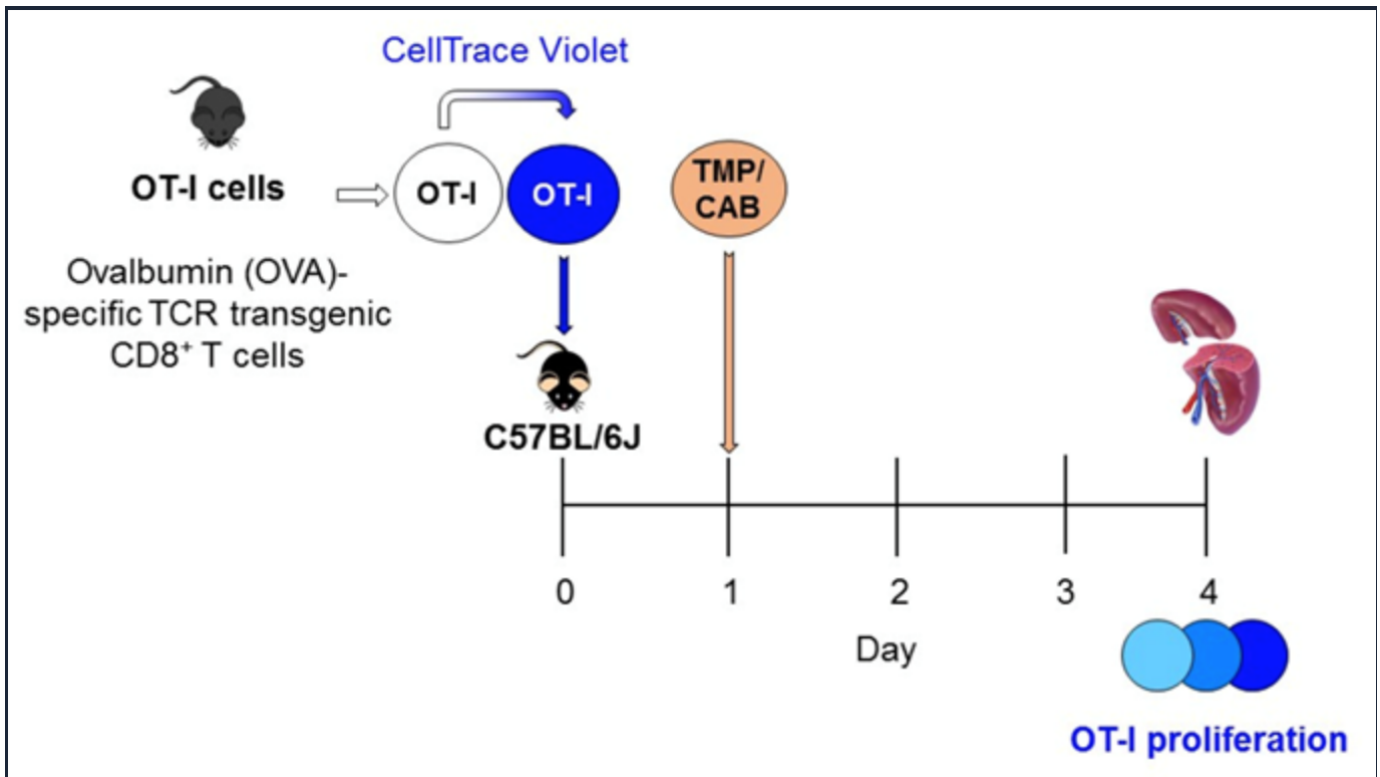 CellTrace Violet
OT-I cells
OT-I
OT-I
TMP/
CAB
Ovalbumin (OVA)-
specific TCR transgenic
CD8⁺ T cells
C57BL/6J
0
1
2
3
4
Day
OT-I proliferation